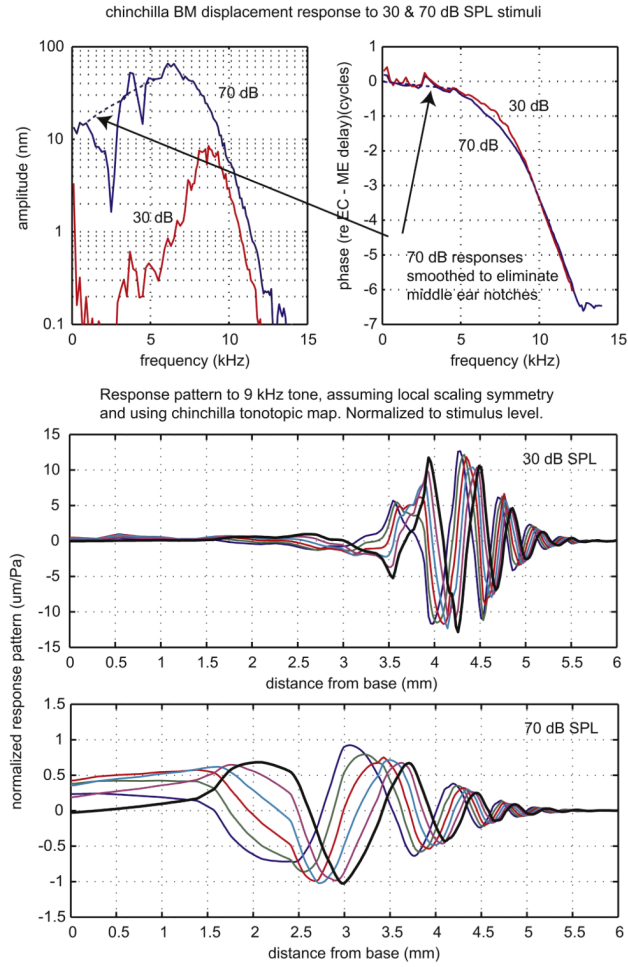 chinchilla BM displacement response to 30 & 70 dB SPL stimuli
100
10
1
0.1
amplitude (nm)
70 dB
30 dB
0 5 10 15
frequency (kHz)
1
0
-1
-2
-3
-4
-5
-6
-7
phase (re EC - ME delay)(cycles)
30 dB
70 dB
70 dB responses
smoothed to eliminate
middle ear notches
0 5 10 15
frequency (kHz)
Response pattern to 9 kHz tone, assuming local scaling symmetry
and using chinchilla tonotopic map. Normalized to stimulus level.
normalized response pattern (um/Pa)
15
10
5
0
-5
-10
-15
30 dB SPL
0 0.5 1 1.5 2 2.5 3 3.5 4 4.5 5 5.5 6
distance from base (mm)
1.5
1
0.5
0
-0.5
-1
-1.5
70 dB SPL
0 0.5 1 1.5 2 2.5 3 3.5 4 4.5 5 5.5 6
distance from base (mm)